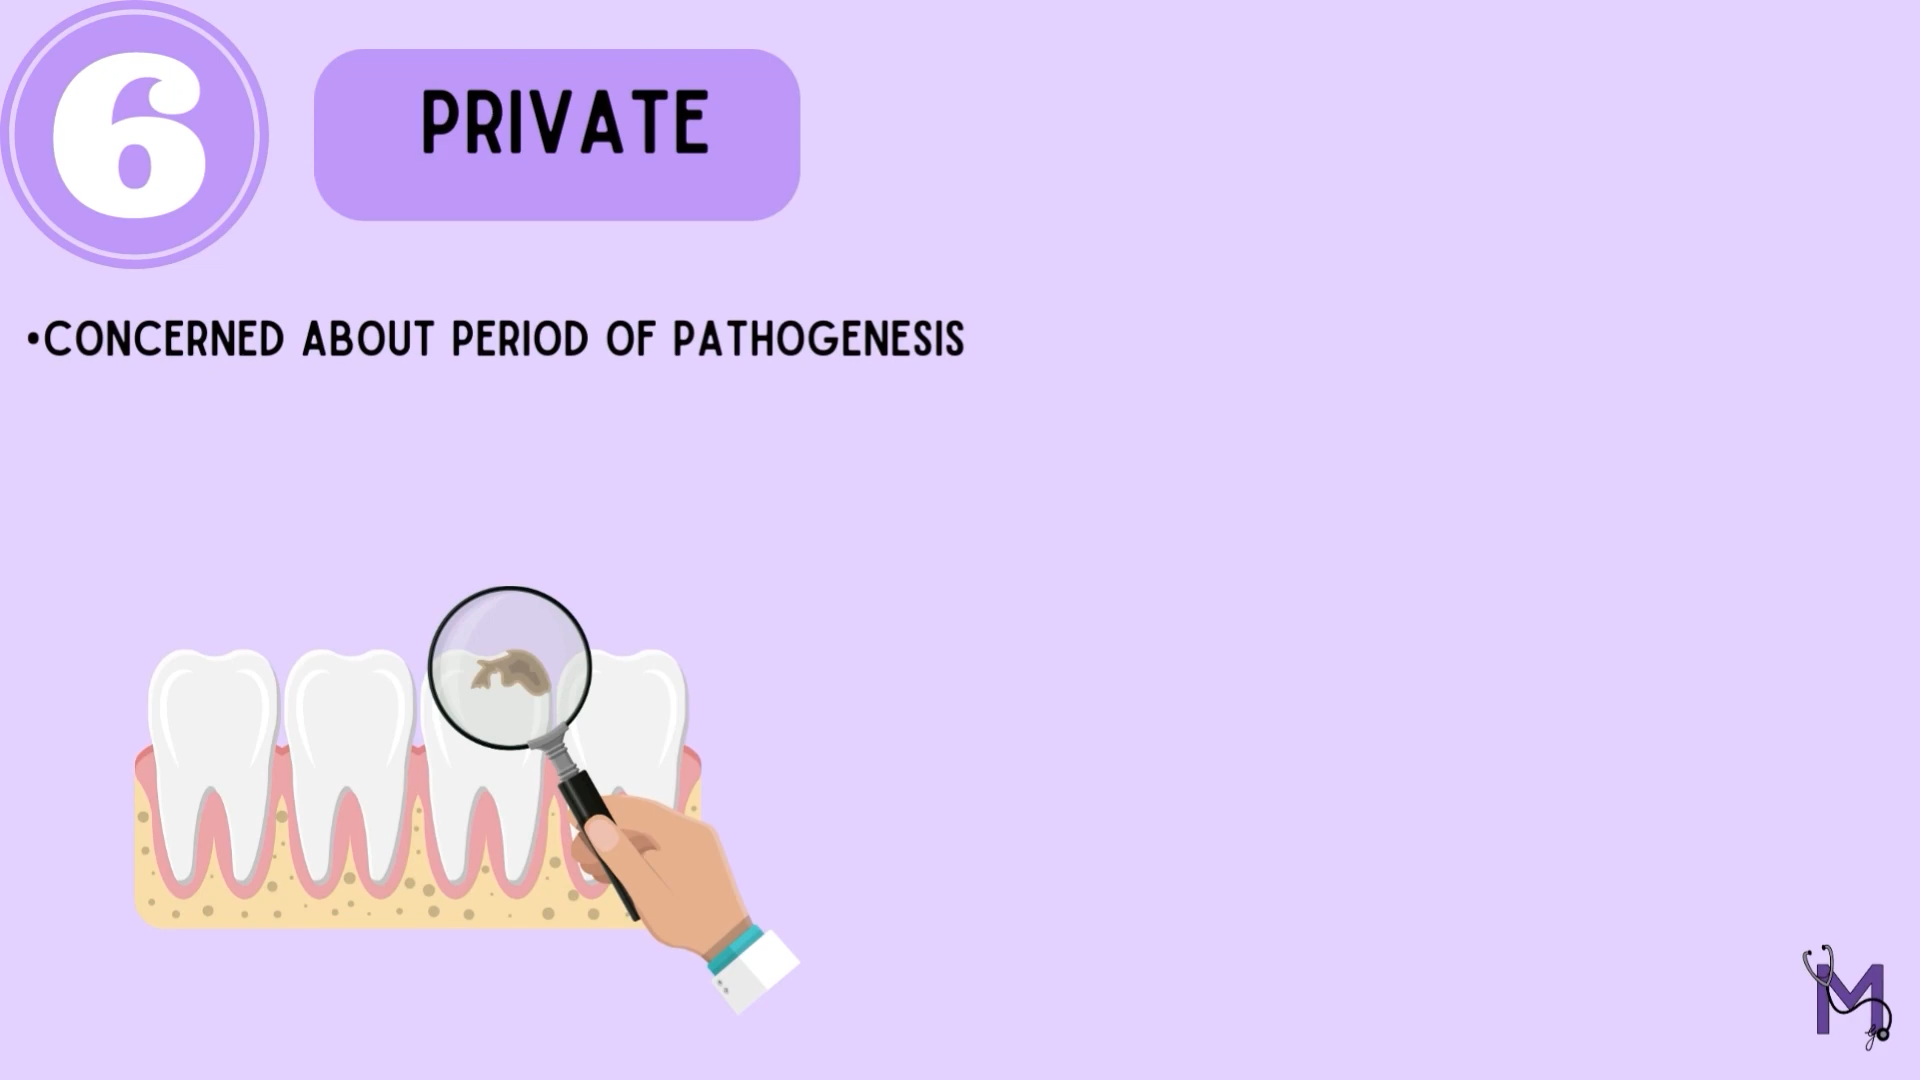 6
PRIVATE
•CONCERNED ABOUT PERIOD OF PATHOGENESIS
M